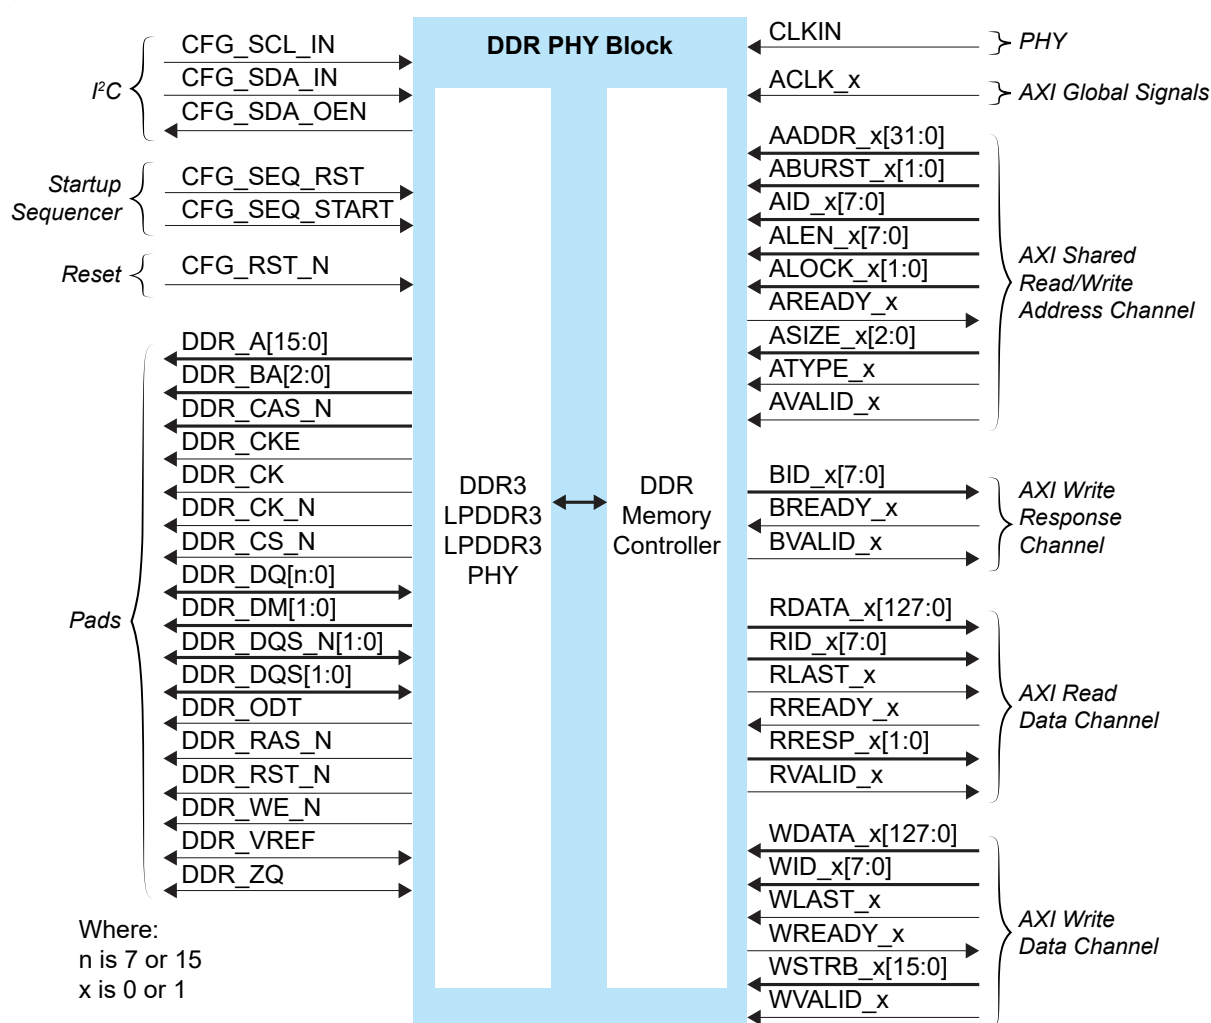 DDR PHY Block
I²C
CFG_SCL_IN
CFG_SDA_IN
CFG_SDA_OEN
Startup
Sequencer
CFG_SEQ_RST
CFG_SEQ_START
Reset
CFG_RST_N
Pads
DDR_A[15:0]
DDR_BA[2:0]
DDR_CAS_N
DDR_CKE
DDR_CK
DDR_CK_N
DDR_CS_N
DDR_DQ[n:0]
DDR_DM[1:0]
DDR_DQS_N[1:0]
DDR_DQS[1:0]
DDR_ODT
DDR_RAS_N
DDR_RST_N
DDR_WE_N
DDR_VREF
DDR_ZQ
Where:
n is 7 or 15
x is 0 or 1
DDR3
LPDDR3
LPDDR3
PHY
DDR
Memory
Controller
CLKIN
PHY
ACLK_x
AXI Global Signals
AADDR_x[31:0]
ABURST_x[1:0]
AID_x[7:0]
ALEN_x[7:0]
ALOCK_x[1:0]
AREADY_x
ASIZE_x[2:0]
ATYPE_x
AVALID_x
AXI Shared
Read/Write
Address Channel
BID_x[7:0]
BREADY_x
BVALID_x
AXI Write
Response
Channel
RDATA_x[127:0]
RID_x[7:0]
RLAST_x
RREADY_x
RRESP_x[1:0]
RVALID_x
AXI Read
Data Channel
WDATA_x[127:0]
WID_x[7:0]
WLAST_x
WREADY_x
WSTRB_x[15:0]
WVALID_x
AXI Write
Data Channel